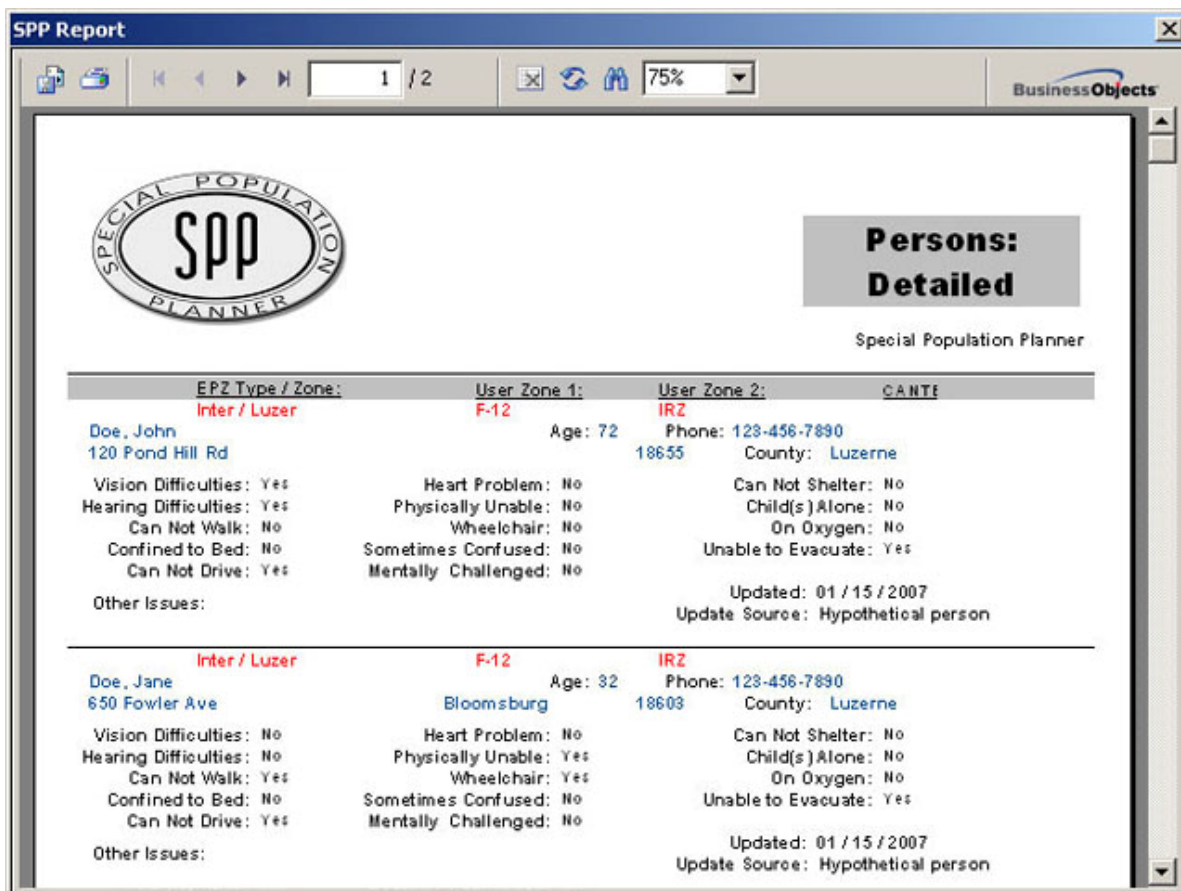 SPP Report
1 / 2
75%
BusinessObjects
SPECIAL POPULATION
SPP
PLANNER
Persons:
Detailed
Special Population Planner
EPZ Type / Zone: User Zone 1: User Zone 2: CANTE
Inter / Luzer F-12 IRZ
Doe, John Age: 72 Phone: 123-456-7890
120 Pond Hill Rd 18655 County: Luzerne
Vision Difficulties: Yes Heart Problem: No Can Not Shelter: No
Hearing Difficulties: Yes Physically Unable: No Child(s) Alone: No
Can Not Walk: No Wheelchair: No On Oxygen: No
Confined to Bed: No Sometimes Confused: No Unable to Evacuate: Yes
Can Not Drive: Yes Mentally Challenged: No
Other Issues:
Updated: 01 / 15 / 2007
Update Source: Hypothetical person
Inter / Luzer F-12 IRZ
Doe, Jane Age: 32 Phone: 123-456-7890
650 Fowler Ave Bloomsburg 18603 County: Luzerne
Vision Difficulties: No Heart Problem: No Can Not Shelter: No
Hearing Difficulties: No Physically Unable: Yes Child(s) Alone: No
Can Not Walk: Yes Wheelchair: Yes On Oxygen: No
Confined to Bed: No Sometimes Confused: No Unable to Evacuate: Yes
Can Not Drive: Yes Mentally Challenged: No
Other Issues:
Updated: 01 / 15 / 2007
Update Source: Hypothetical person